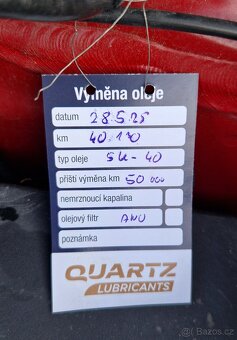 Výměna oleje
datum 28.5.25
km 40.170
typ oleje 5W-40
příští výměna km 50 000
nemrznoucí kapalina
olejový filtr ANO
poznámka
QUARTZ
LUBRICANTS
Bazos.cz